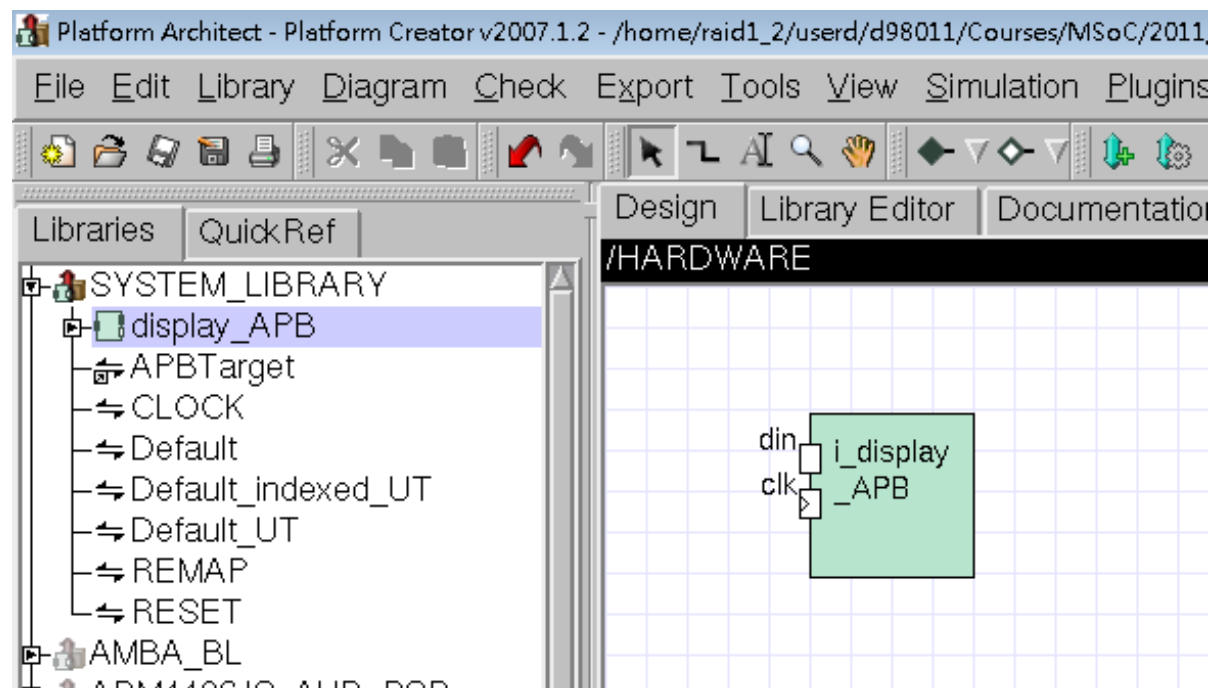 Platform Architect - Platform Creator v2007.1.2 - /home/raid1_2/userd/d98011/Courses/MSoC/2011
File Edit Library Diagram Check Export Tools View Simulation Plugins
Libraries QuickRef
Design Library Editor Documentation
/HARDWARE
SYSTEM_LIBRARY
display_APB
APBTarget
CLOCK
Default
Default_indexed_UT
Default_UT
REMAP
RESET
AMBA_BL
din
clk
i_display
_APB